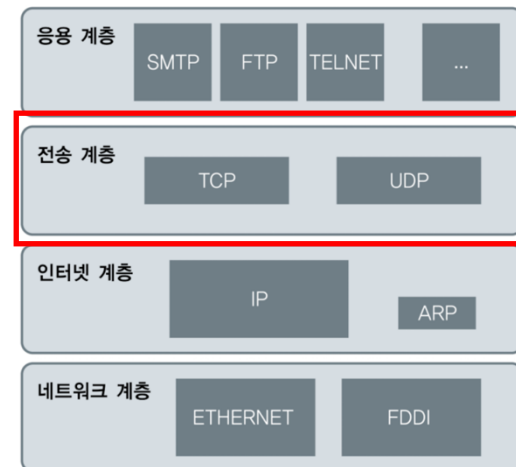 응용 계층
SMTP FTP TELNET ...
전송 계층
TCP UDP
인터넷 계층
IP
ARP
네트워크 계층
ETHERNET FDDI